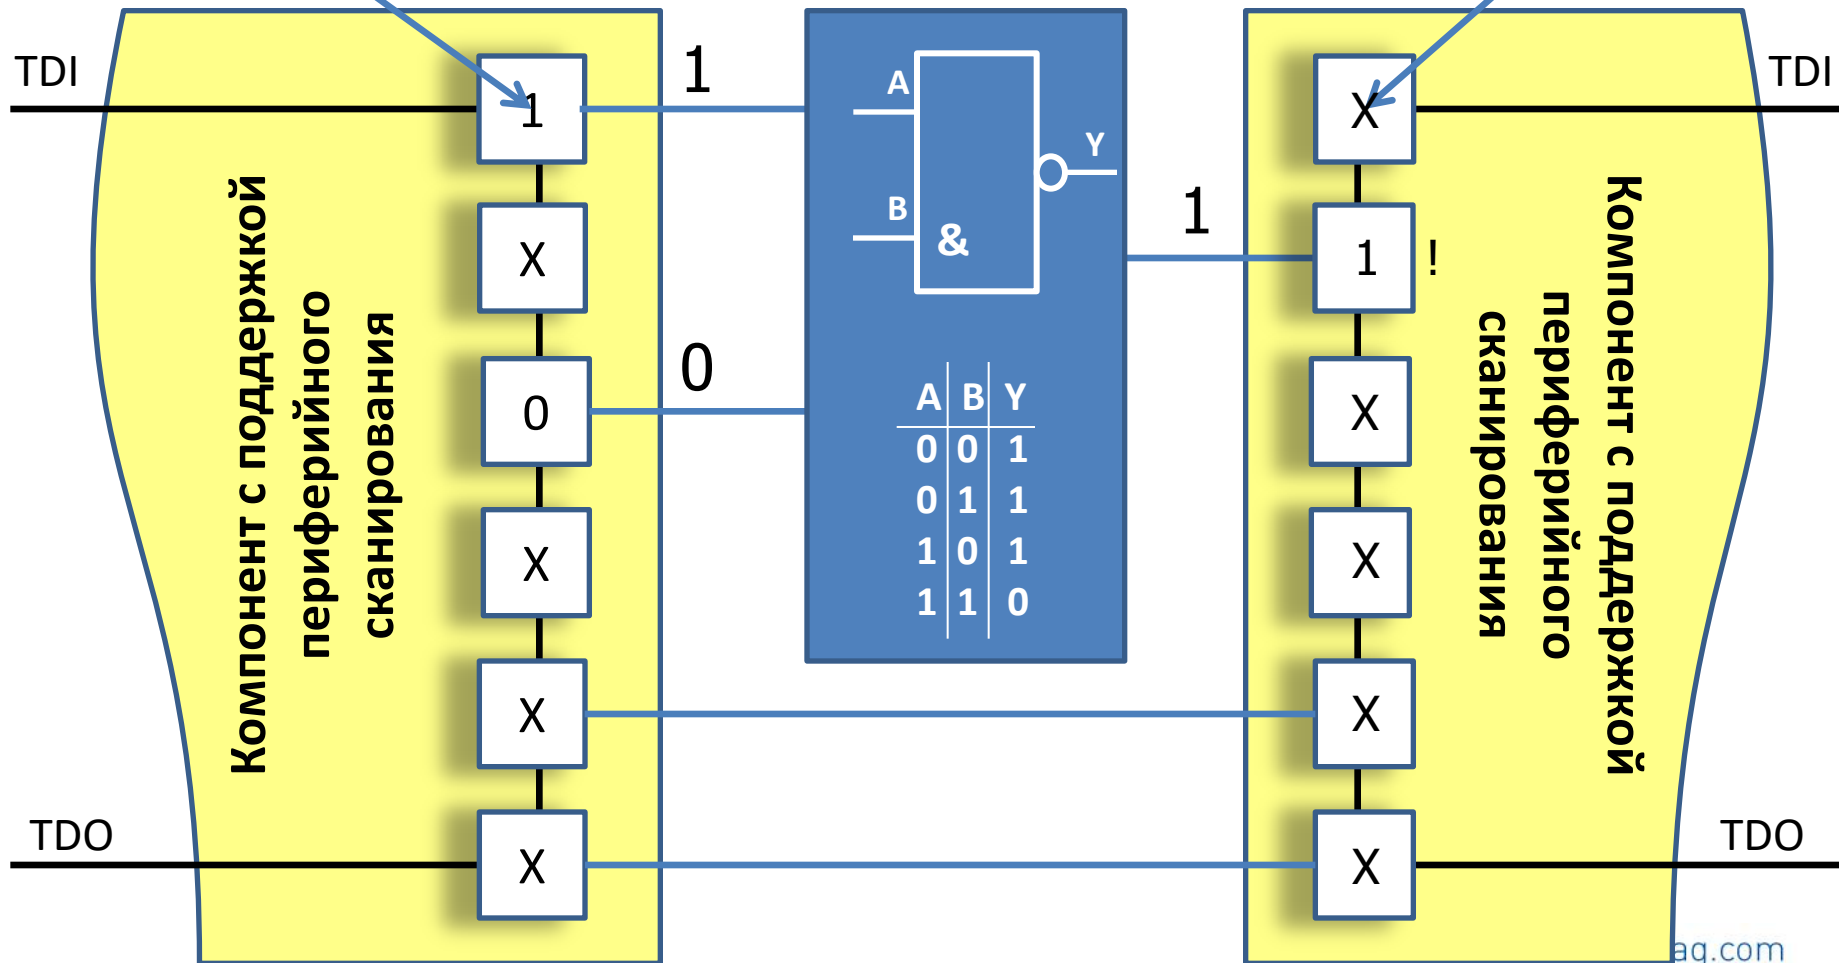 TDI
1
1
A
Y
X
TDI
Компонент с поддержкой
периферийного
сканирования
X
B
&
1
1
!
Компонент с поддержкой
периферийного
сканирования
0
0
A B Y
0 0 1
0 1 1
1 0 1
1 1 0
X
X
X
X
X
TDO
X
X
TDO
aq.com